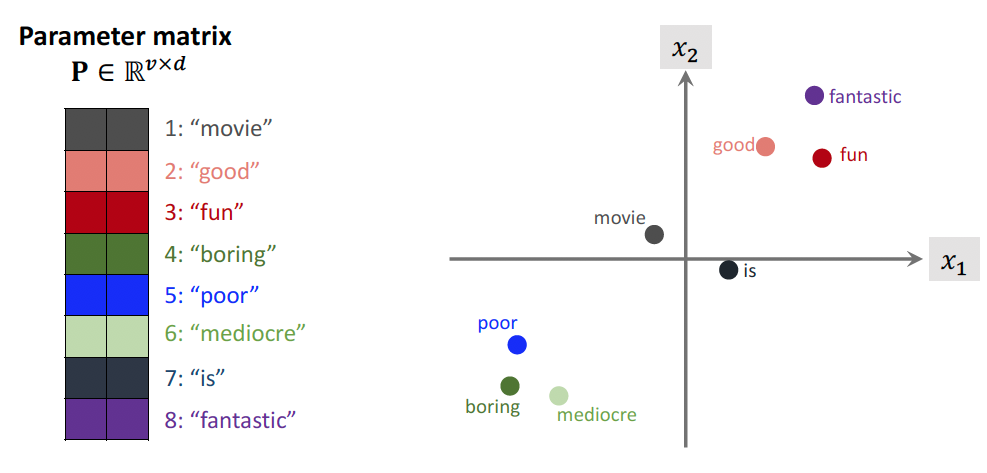 Parameter matrix
𝐏 ∈ ℝ^{v×d}
1: “movie”
2: “good”
3: “fun”
4: “boring”
5: “poor”
6: “mediocre”
7: “is”
8: “fantastic”
x₂
fantastic
good
fun
movie
x₁
is
poor
boring
mediocre